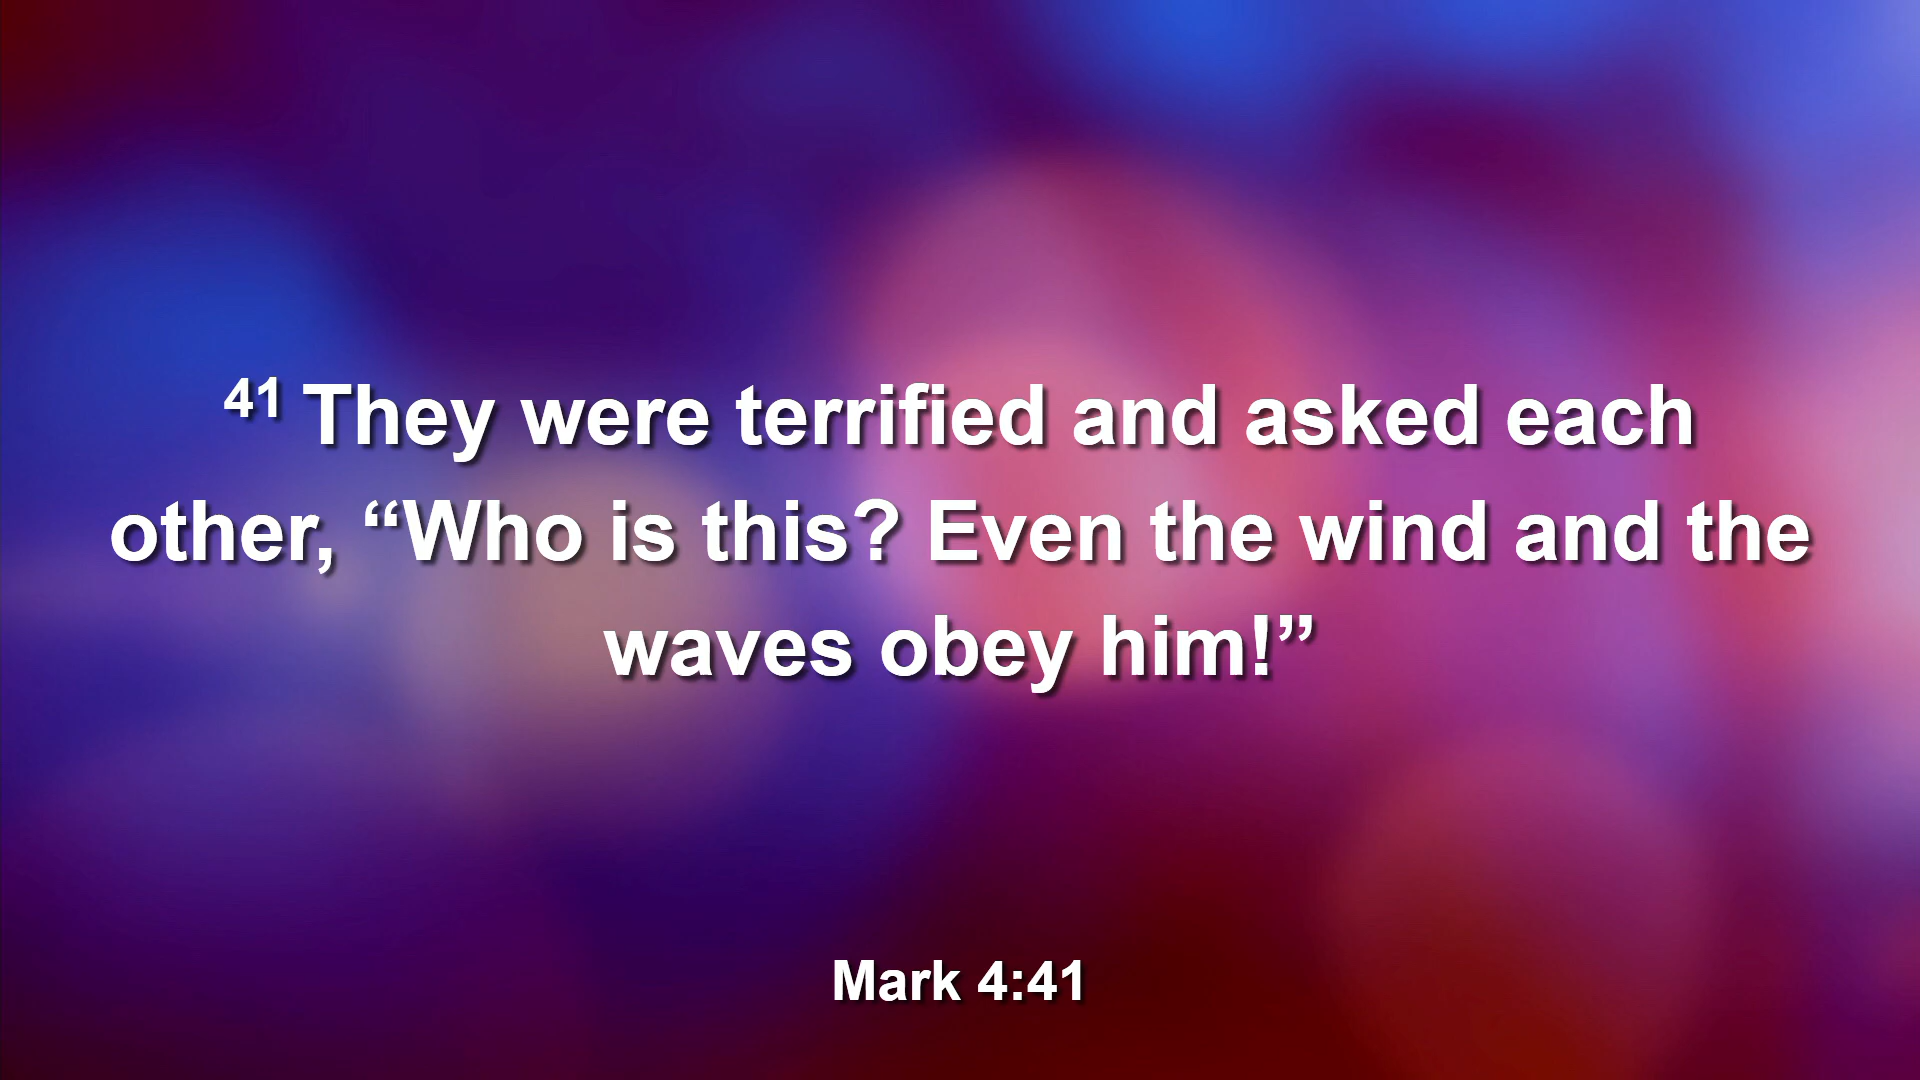 41 They were terrified and asked each
other, “Who is this? Even the wind and the
waves obey him!”
Mark 4:41